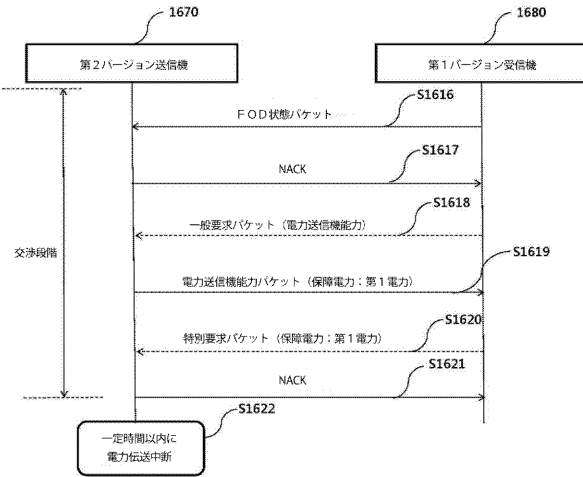 1670
1680
第2バージョン送信機
第1バージョン受信機
S1616
FOD状態パケット
S1617
NACK
S1618
一般要求パケット（電力送信機能力）
交渉段階
S1619
電力送信機能力パケット（保障電力：第1電力）
S1620
特別要求パケット（保障電力：第1電力）
S1621
NACK
S1622
一定時間以内に
電力伝送中断